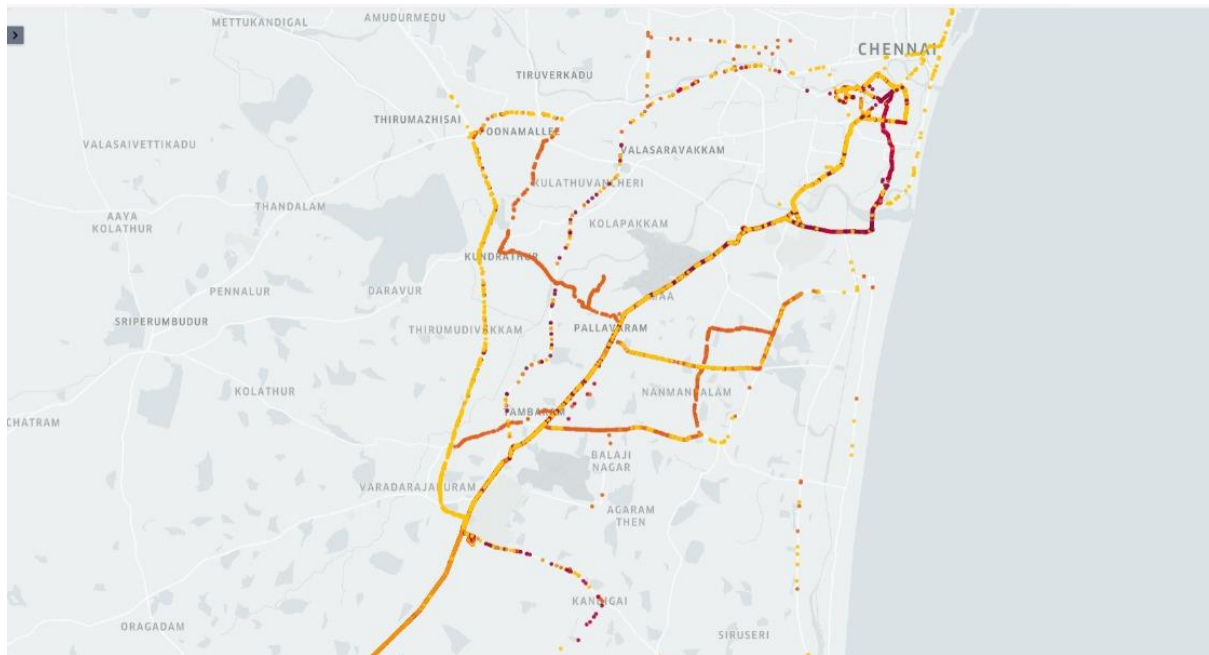 METTUKANDIGAL
AMUDURMEDU
CHENNAI
TIRUVERKADU
THIRUMAZHISAI
POONAMALLEE
VALASAIVETTIKADU
VALASARAVAKKAM
KULATHUVANCHERI
THANDALAM
AAYA
KOLATHUR
KOLAPAKKAM
KUNDRATHUR
PENNALUR
DARAVUR
SRIPERUMBUDUR
THIRUMUDIVAKKAM
PALLAVARAM
KOLATHUR
NANMANGALAM
TAMBARAM
CHATRAM
BALAJI
NAGAR
VARADARAJAPURAM
AGARAM
THEN
KANDIGAI
ORAGADAM
SIRUSERI